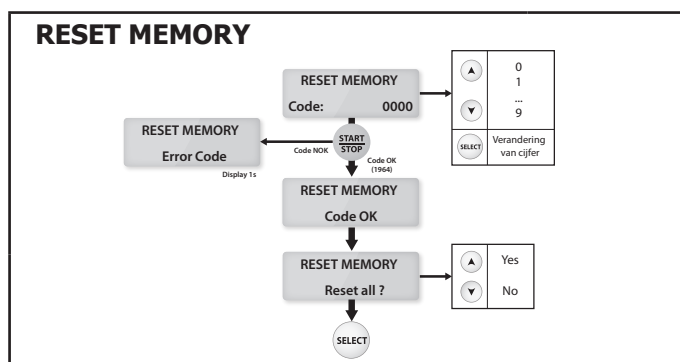 RESET MEMORY
RESET MEMORY
Code: 0000
0
1
...
9
SELECT
Verandering
van cijfer
START
STOP
Code NOK
RESET MEMORY
Error Code
Display 1s
Code OK
(1964)
RESET MEMORY
Code OK
RESET MEMORY
Reset all ?
Yes
No
SELECT